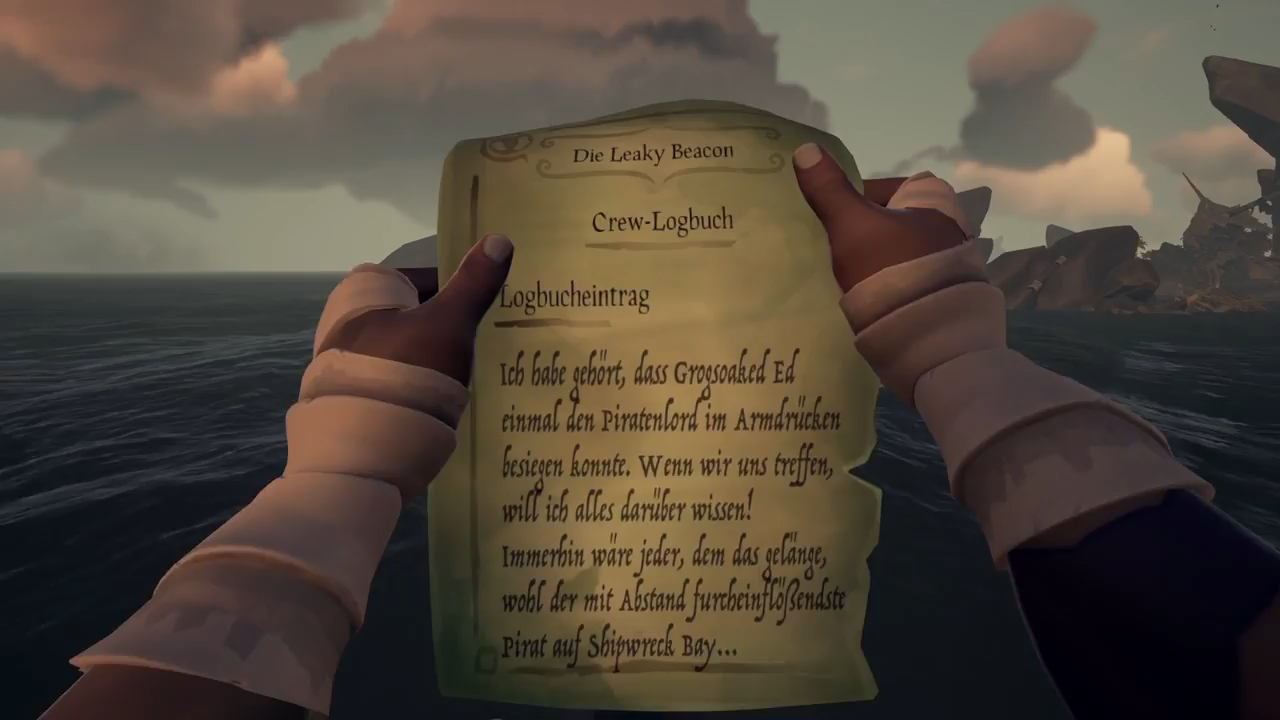 Die Leaky Beacon
Crew-Logbuch
Logbucheintrag
Ich habe gehört, dass Grogsoaked Ed
einmal den Piratenlord im Armdrücken
besiegen konnte. Wenn wir uns treffen,
will ich alles darüber wissen!
Immerhin wäre jeder, dem das gelänge,
wohl der mit Abstand furcheinflößendste
Pirat auf Shipwreck Bay...